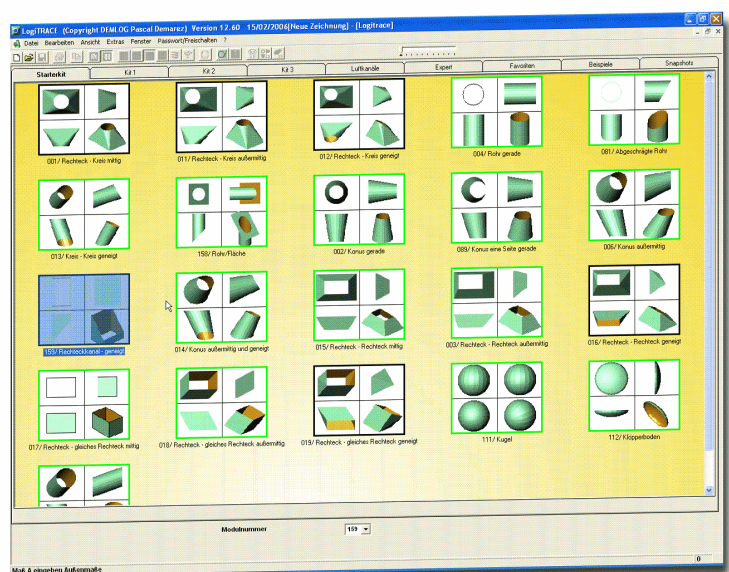 LogiTRACE (Copyright DEMLOG Pascal Demarez) Version 12.60 15/02/2006[Neue Zeichnung] - [Logitrace]
Datei Bearbeiten Ansicht Extras Fenster Passwort/Freischalten ?
Starterkit Kit 1 Kit 2 Kit 3 Luftkanäle Expert Favoriten Beispiele Snapshots
001/ Rechteck - Kreis mittig
011/ Rechteck - Kreis außermittig
012/ Rechteck - Kreis geneigt
004/ Rohr gerade
081/ Abgeschrägte Rohr
013/ Kreis - Kreis geneigt
158/ Rohr/Fläche
002/ Konus gerade
089/ Konus eine Seite gerade
006/ Konus außermittig
159/ Rechteckkanal - geneigt
014/ Konus außermittig und geneigt
015/ Rechteck - Rechteck mittig
003/ Rechteck - Rechteck außermittig
016/ Rechteck - Rechteck geneigt
017/ Rechteck - gleiches Rechteck mittig
018/ Rechteck - gleiches Rechteck außermittig
019/ Rechteck - gleiches Rechteck geneigt
111/ Kugel
112/ Klöpperboden
Modulnummer 159
0
Maß A eingeben Außenmaße